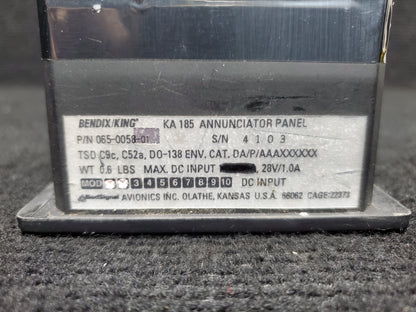 BENDIX/KING® KA 185 ANNUNCIATOR PANEL
P/N 065-0058-01 S/N 4103
TSO C9c, C52a, DO-138 ENV. CAT. DA/P/AAAXXXXXX
WT 0.6 LBS MAX. DC INPUT , 28V/1.0A
MOD 3 4 5 6 7 8 9 10 DC INPUT
AlliedSignal AVIONICS INC. OLATHE, KANSAS U.S.A. 66062 CAGE:22373